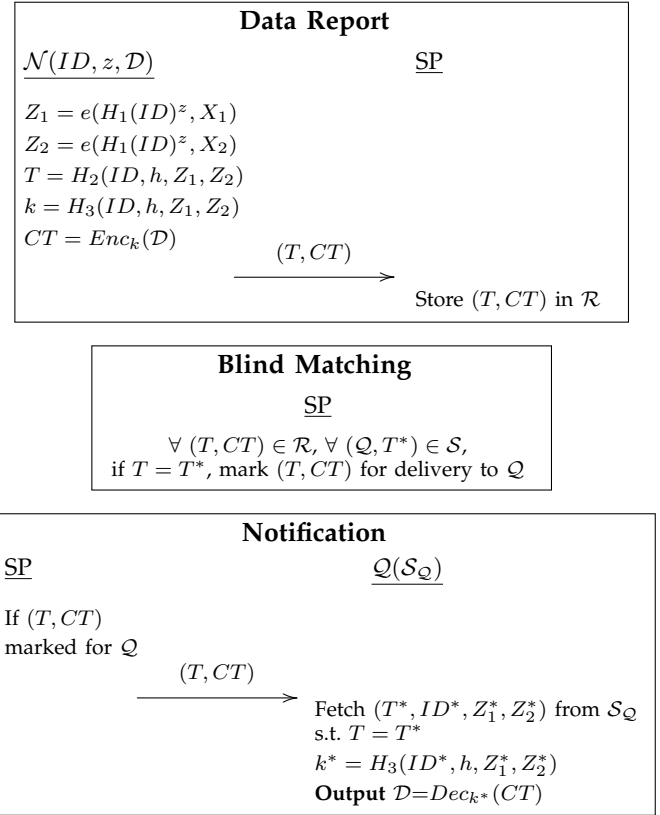 Data Report
N(ID, z, D) SP
Z₁ = e(H₁(ID)ᶻ, X₁)
Z₂ = e(H₁(ID)ᶻ, X₂)
T = H₂(ID, h, Z₁, Z₂)
k = H₃(ID, h, Z₁, Z₂)
CT = Encₖ(D)
(T, CT)
Store (T, CT) in R
Blind Matching
SP
∀ (T, CT) ∈ R, ∀ (Q, T*) ∈ S,
if T = T*, mark (T, CT) for delivery to Q
Notification
SP Q(S_Q)
If (T, CT)
marked for Q
(T, CT)
Fetch (T*, ID*, Z₁*, Z₂*) from S_Q
s.t. T = T*
k* = H₃(ID*, h, Z₁*, Z₂*)
Output D=Dec_k*(CT)